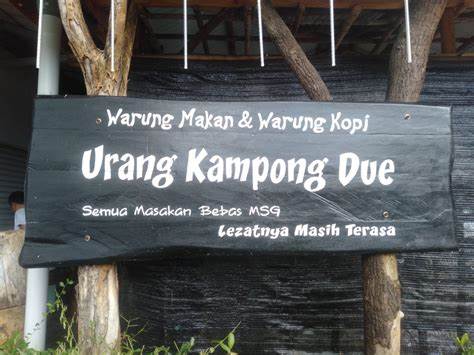 Warung Makan & Warung Kopi
Urang Kampong Due
Semua Masakan Bebas MSG
Lezatnya Masih Terasa